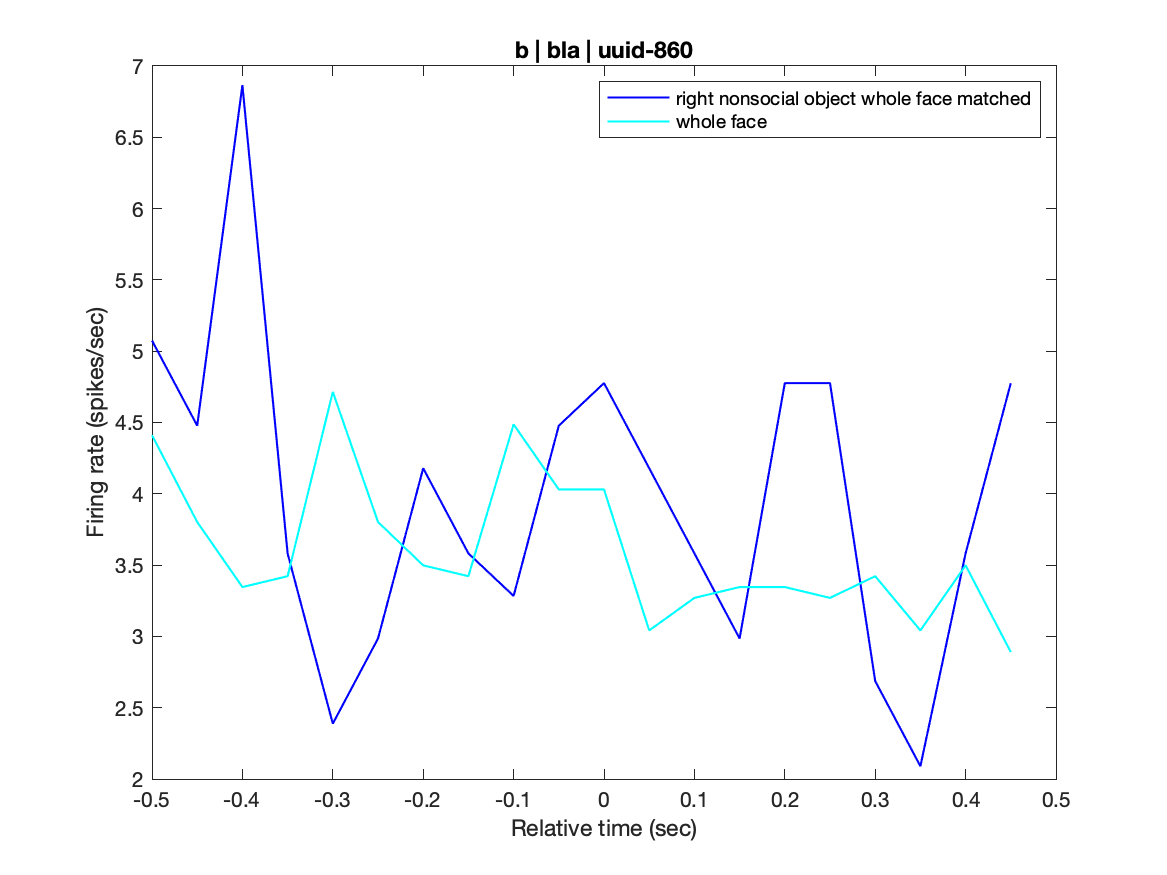 b | bla | uuid-860
7
6.5
6
5.5
5
4.5
4
3.5
3
2.5
2
Firing rate (spikes/sec)
right nonsocial object whole face matched
whole face
-0.5 -0.4 -0.3 -0.2 -0.1 0 0.1 0.2 0.3 0.4 0.5
Relative time (sec)